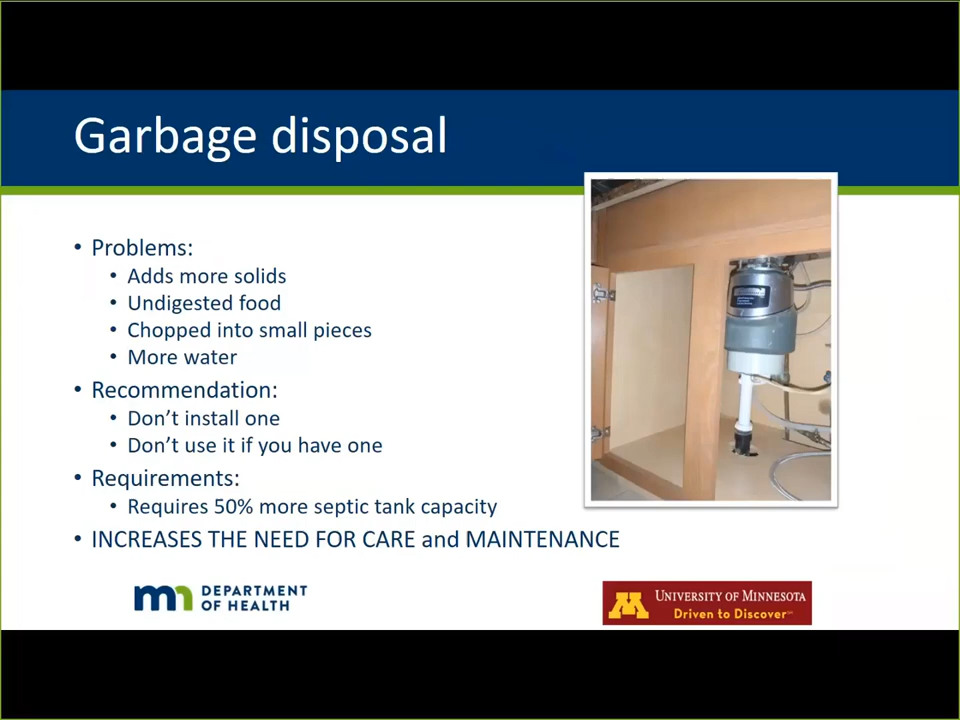 Garbage disposal
• Problems:
• Adds more solids
• Undigested food
• Chopped into small pieces
• More water
• Recommendation:
• Don’t install one
• Don’t use it if you have one
• Requirements:
• Requires 50% more septic tank capacity
• INCREASES THE NEED FOR CARE and MAINTENANCE
mn DEPARTMENT
OF HEALTH
M UNIVERSITY OF MINNESOTA
Driven to Discover